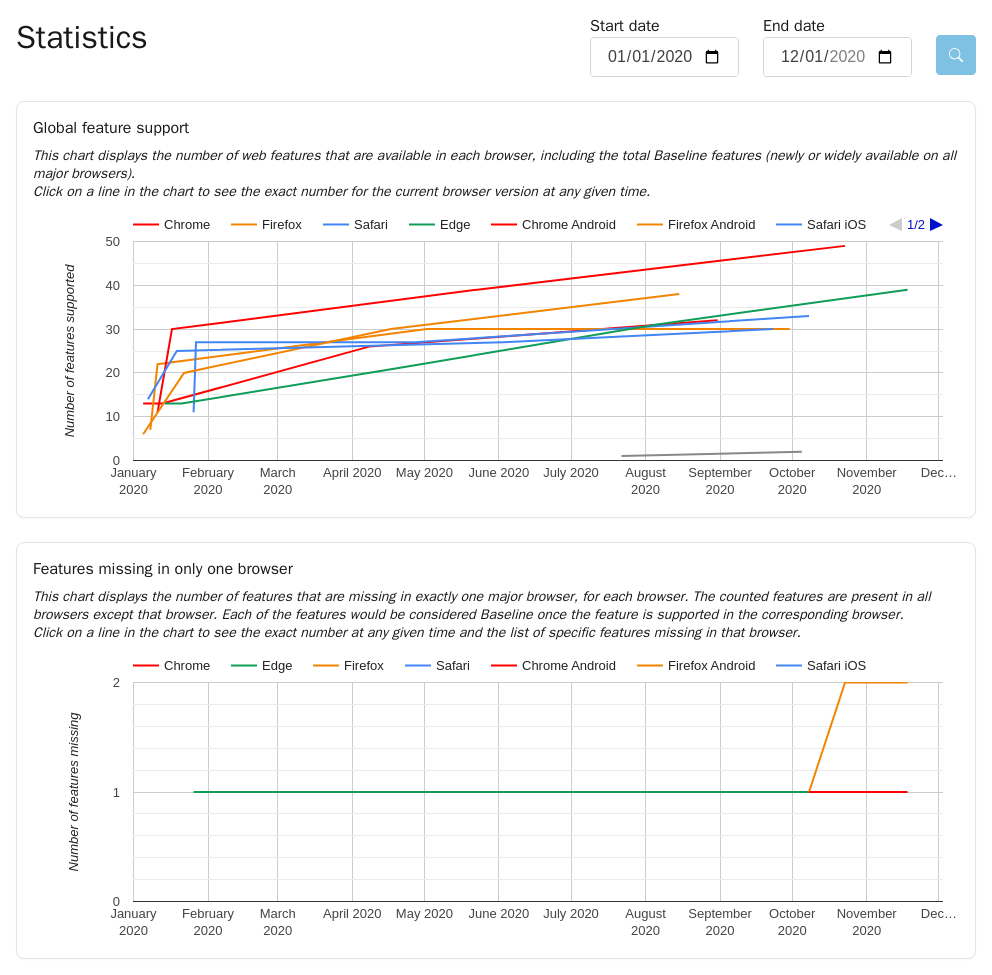 Statistics
Start date
End date
01/01/2020
12/01/2020
Global feature support
This chart displays the number of web features that are available in each browser, including the total Baseline features (newly or widely available on all
major browsers).
Click on a line in the chart to see the exact number for the current browser version at any given time.
Chrome Firefox Safari Edge Chrome Android Firefox Android Safari iOS 1/2
Number of features supported
50
40
30
20
10
0
January 2020
February 2020
March 2020
April 2020
May 2020
June 2020
July 2020
August 2020
September 2020
October 2020
November 2020
Dec…
Features missing in only one browser
This chart displays the number of features that are missing in exactly one major browser, for each browser. The counted features are present in all
browsers except that browser. Each of the features would be considered Baseline once the feature is supported in the corresponding browser.
Click on a line in the chart to see the exact number at any given time and the list of specific features missing in that browser.
Chrome Edge Firefox Safari Chrome Android Firefox Android Safari iOS
Number of features missing
2
1
0
January 2020
February 2020
March 2020
April 2020
May 2020
June 2020
July 2020
August 2020
September 2020
October 2020
November 2020
Dec…